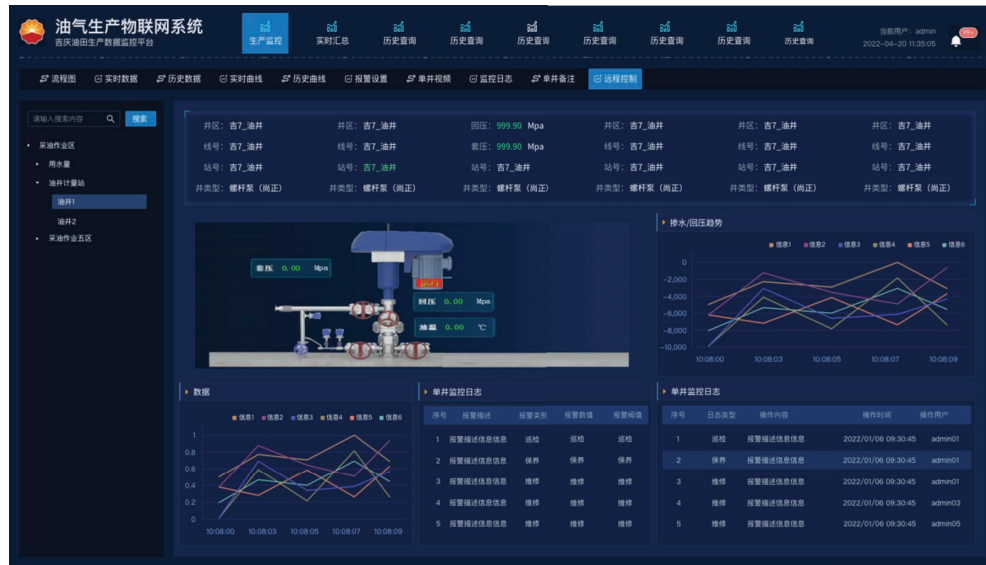 油气生产物联网系统
吉庆油田生产数据监控平台
生产监控 实时汇总 历史查询 历史查询 历史查询 历史查询 历史查询 历史查询 历史查询
当前用户：admin
2022-04-20 11:35:05
99+
流程图 实时数据 历史数据 实时曲线 历史曲线 报警设置 单井视频 监控日志 单井备注 远程控制
请输入搜索内容 搜索
采油作业区
用水量
油井计量站
油井1
油井2
采油作业五区
井区：吉7_油井 井区：吉7_油井 回压：999.90 Mpa 井区：吉7_油井 井区：吉7_油井 井区：吉7_油井
线号：吉7_油井 线号：吉7_油井 套压：999.90 Mpa 线号：吉7_油井 线号：吉7_油井 线号：吉7_油井
站号：吉7_油井 站号：吉7_油井 站号：吉7_油井 站号：吉7_油井 站号：吉7_油井 站号：吉7_油井
井类型：螺杆泵（尚正） 井类型：螺杆泵（尚正） 井类型：螺杆泵（尚正） 井类型：螺杆泵（尚正） 井类型：螺杆泵（尚正） 井类型：螺杆泵（尚正）
套压 0.00 Mpa
运行
回压 0.00 Mpa
油温 0.00 ℃
掺水/回压趋势
信息1 信息2 信息3 信息4 信息5 信息6
0
-2,000
-4,000
-6,000
-8,000
-10,000
10:08:00 10:08:03 10:08:05 10:08:07 10:08:09
数据
信息1 信息2 信息3 信息4 信息5 信息6
1
0.8
0.6
0.4
0.2
0
10:08:00 10:08:03 10:08:05 10:08:07 10:08:09
单井监控日志
序号 报警描述 报警类别 报警数值 报警阀值
1 报警描述信息信息 巡检 巡检 巡检
2 报警描述信息信息 保养 保养 保养
3 报警描述信息信息 维修 维修 维修
4 报警描述信息信息 维修 维修 维修
5 报警描述信息信息 维修 维修 维修
单井监控日志
序号 日志类型 操作内容 操作时间 操作用户
1 巡检 报警描述信息信息 2022/01/06 09:30:45 admin01
2 保养 报警描述信息信息 2022/01/06 09:30:45 admin01
3 维修 报警描述信息信息 2022/01/06 09:30:45 admin01
4 维修 报警描述信息信息 2022/01/06 09:30:45 admin03
5 维修 报警描述信息信息 2022/01/06 09:30:45 admin05